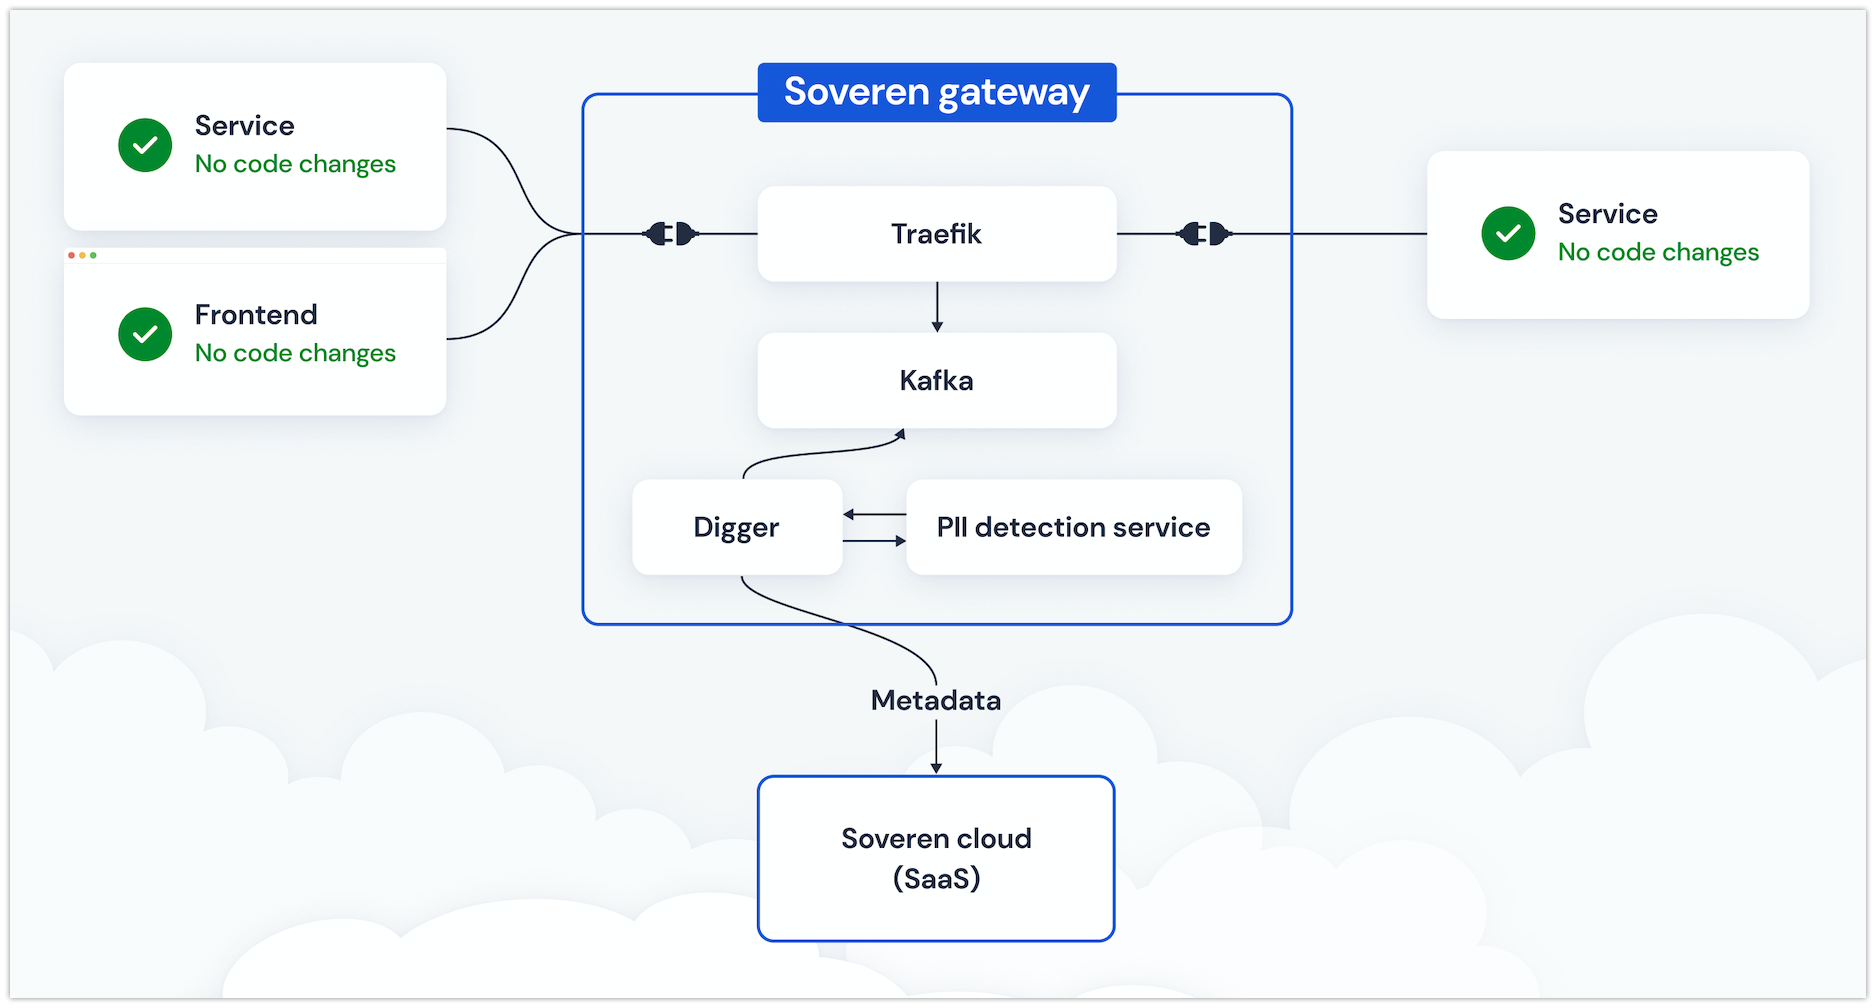 Soveren gateway
Service
No code changes
Frontend
No code changes
Traefik
Service
No code changes
Kafka
Digger
PII detection service
Metadata
Soveren cloud
(SaaS)